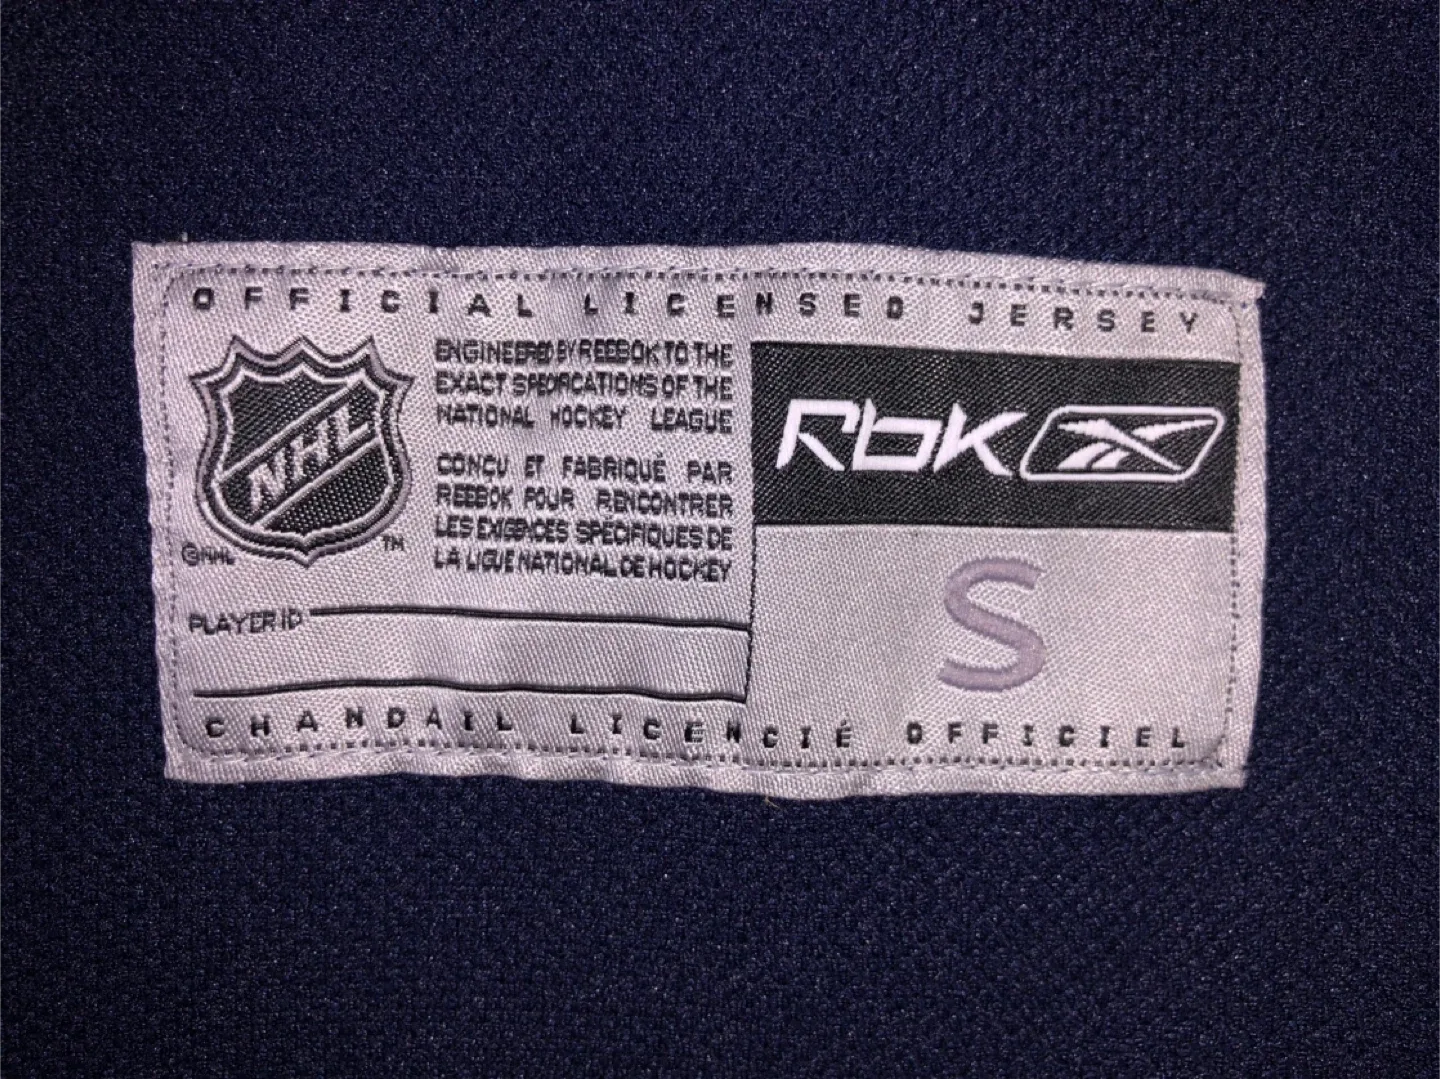 OFFICIAL LICENSED JERSEY
NHL
©NHL
TM
ENGINEERED BY REEBOK TO THE
EXACT SPECIFICATIONS OF THE
NATIONAL HOCKEY LEAGUE
CONÇU ET FABRIQUÉ PAR
REEBOK POUR RENCONTRER
LES EXIGENCES SPÉCIFIQUES DE
LA LIGUE NATIONAL DE HOCKEY
PLAYER ID
Rbk
S
CHANDAIL LICENCIÉ OFFICIEL